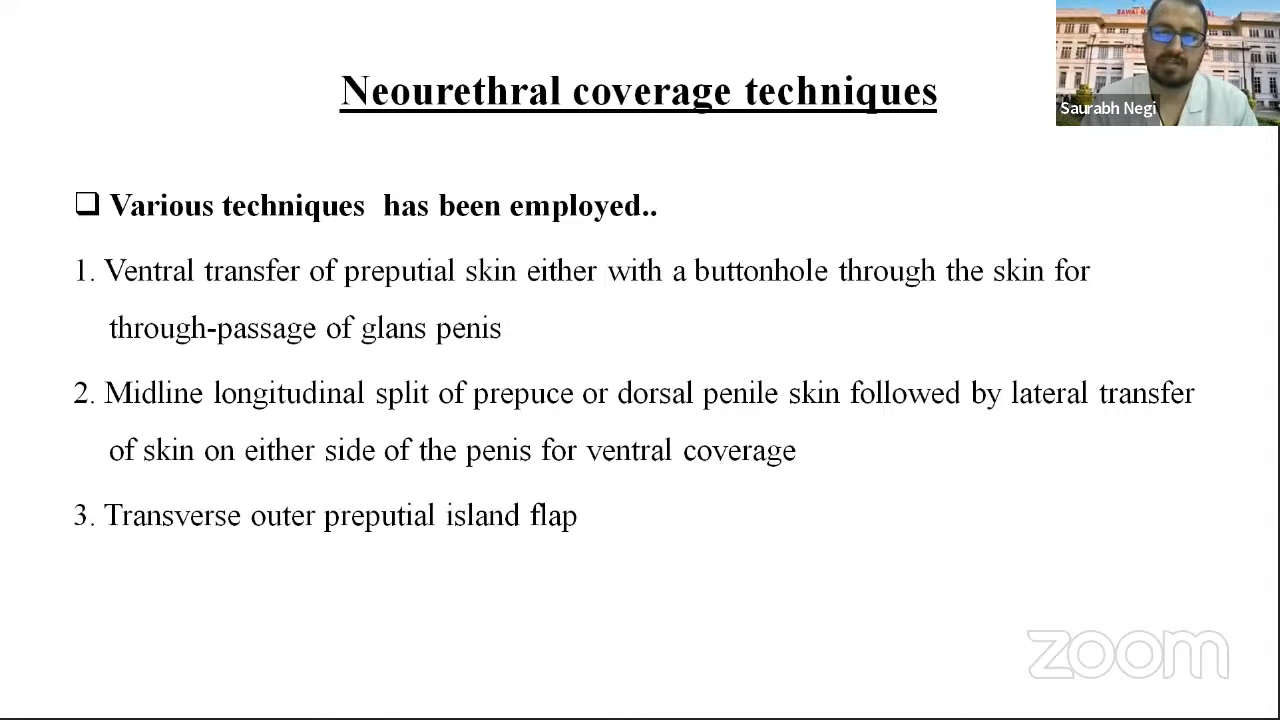 Neourethral coverage techniques
Saurabh Negi
❑ Various techniques has been employed..
1. Ventral transfer of preputial skin either with a buttonhole through the skin for
through-passage of glans penis
2. Midline longitudinal split of prepuce or dorsal penile skin followed by lateral transfer
of skin on either side of the penis for ventral coverage
3. Transverse outer preputial island flap
zoom